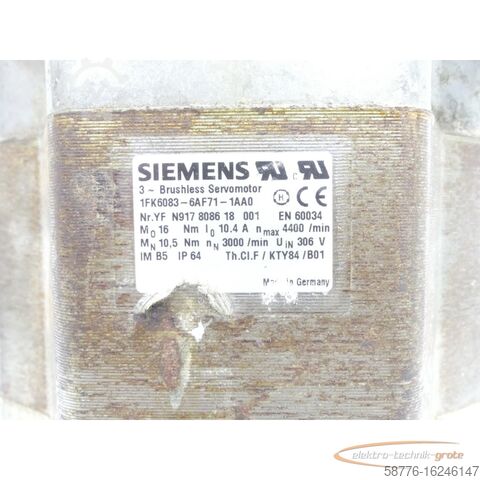 SIEMENS
3 ~ Brushless Servomotor
1FK6083-6AF71-1AA0
Nr.YF N917 8086 18 001 EN 60034
M0 16 Nm I0 10.4 A nmax 4400 /min
MN 10,5 Nm nN 3000 /min UiN 306 V
IM B5 IP 64 Th.Cl.F / KTY84 /B01
Made in Germany
elektro-technik-grote
58776-16246147